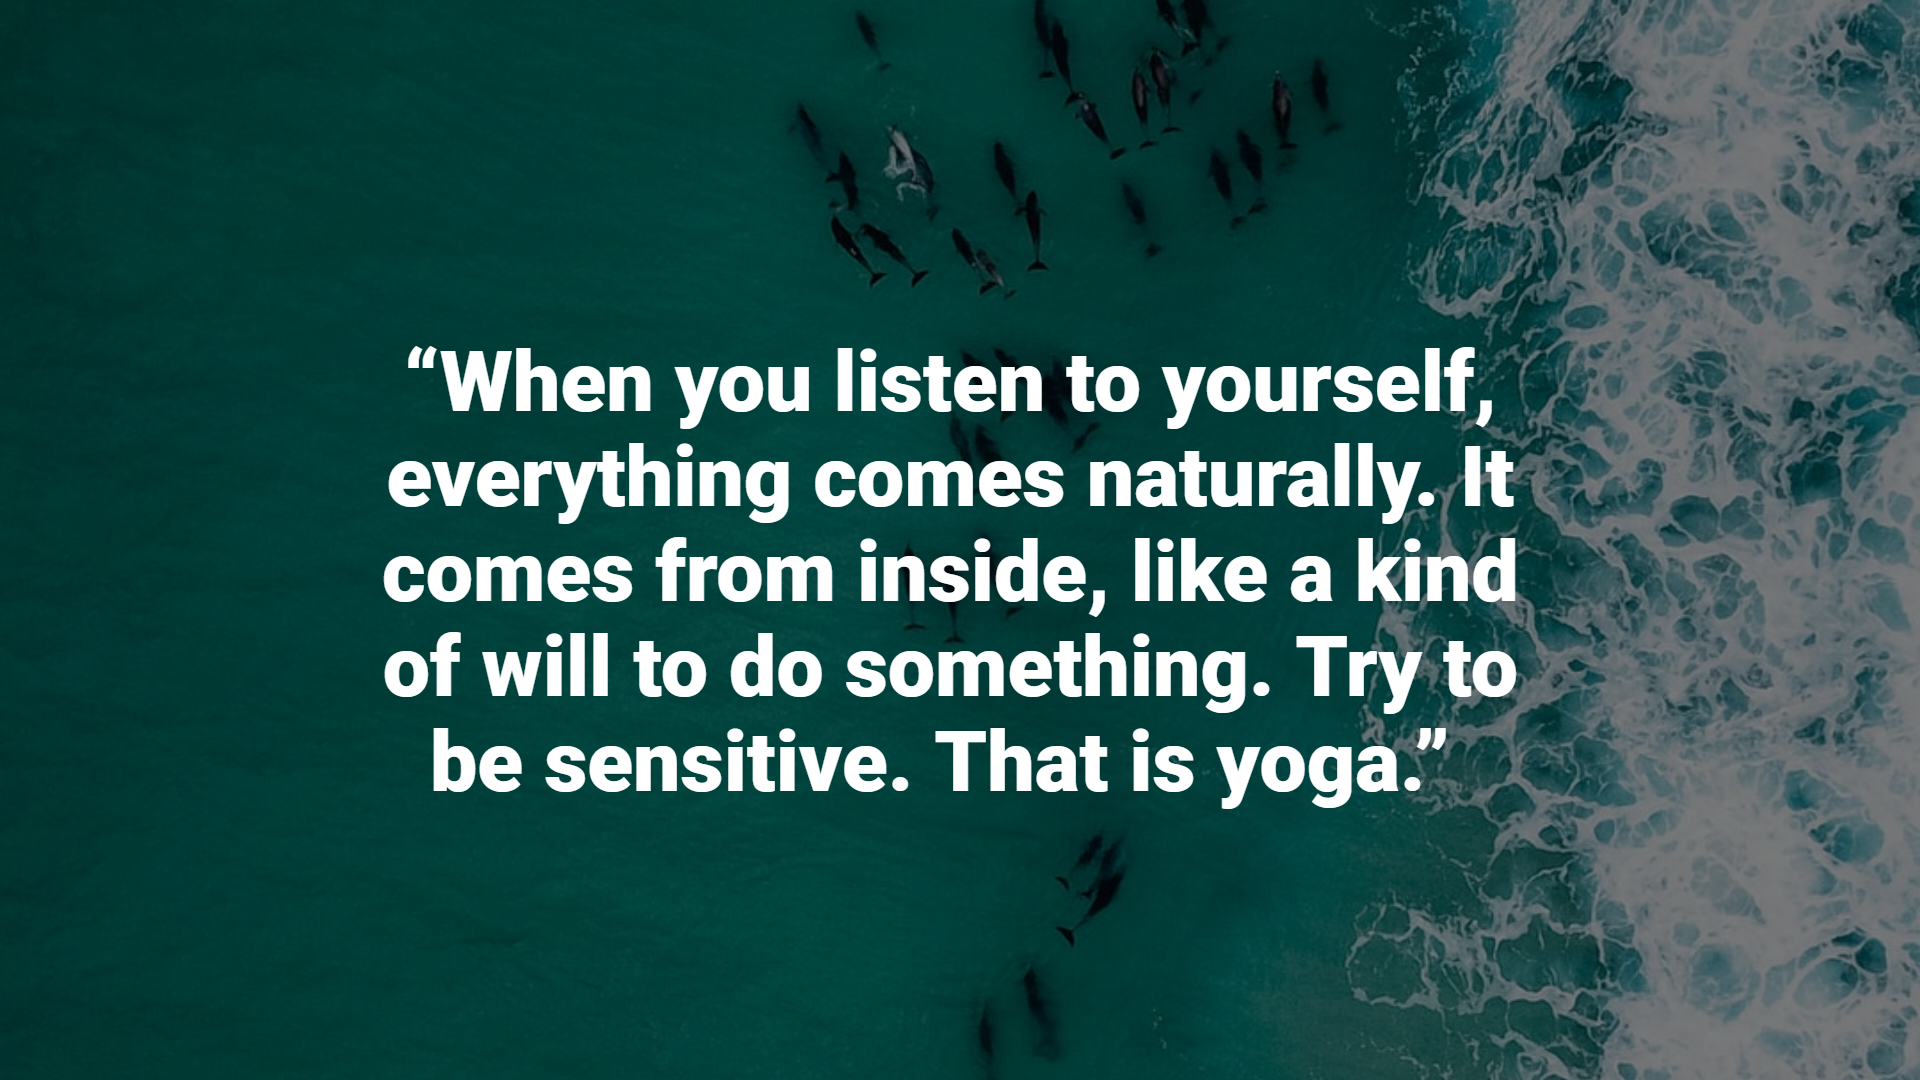 “When you listen to yourself,
everything comes naturally. It
comes from inside, like a kind
of will to do something. Try to
be sensitive. That is yoga.”